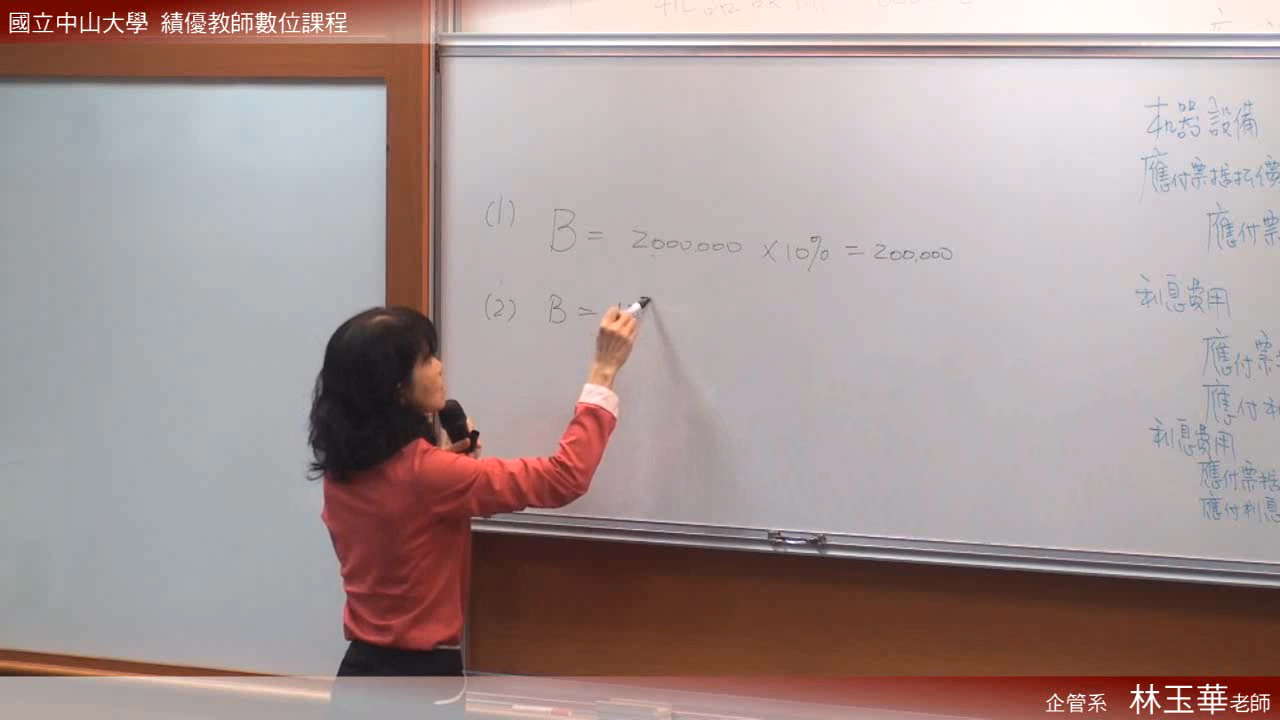 國立中山大學 績優教師數位課程
机器設備
應付票据折價
(1) B = 2,000,000 ×10% = 200,000
應付票
利息費用
(2) B =
應付票
應付利
利息費用
應付票据
應付利息
企管系 林玉華老師